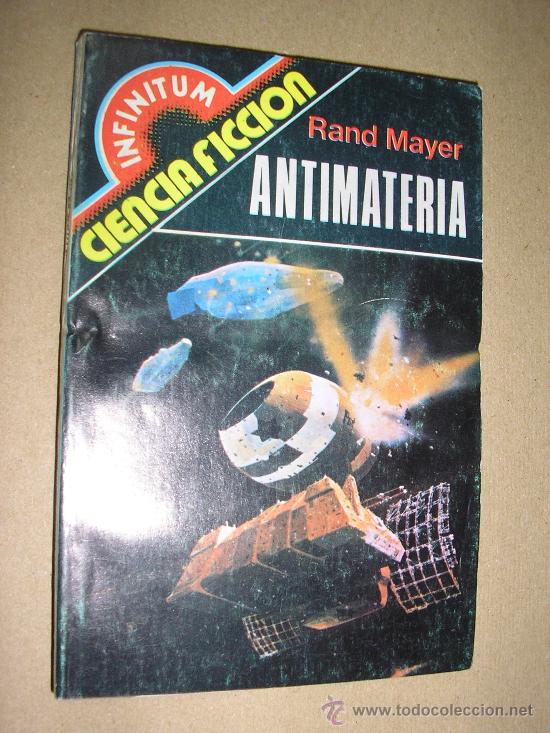 INFINITUM
CIENCIA FICCION
Rand Mayer
ANTIMATERIA
www.todocoleccion.net